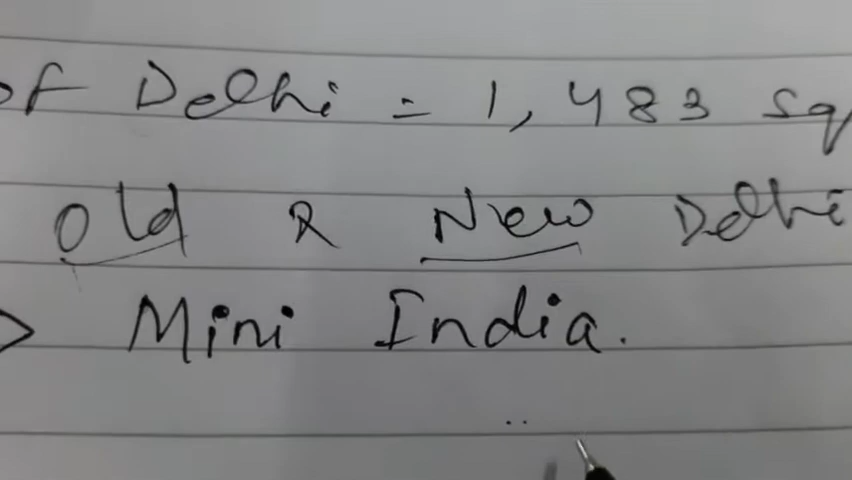 of Delhi = 1,483 sq
Old & New Delhi
> Mini India.